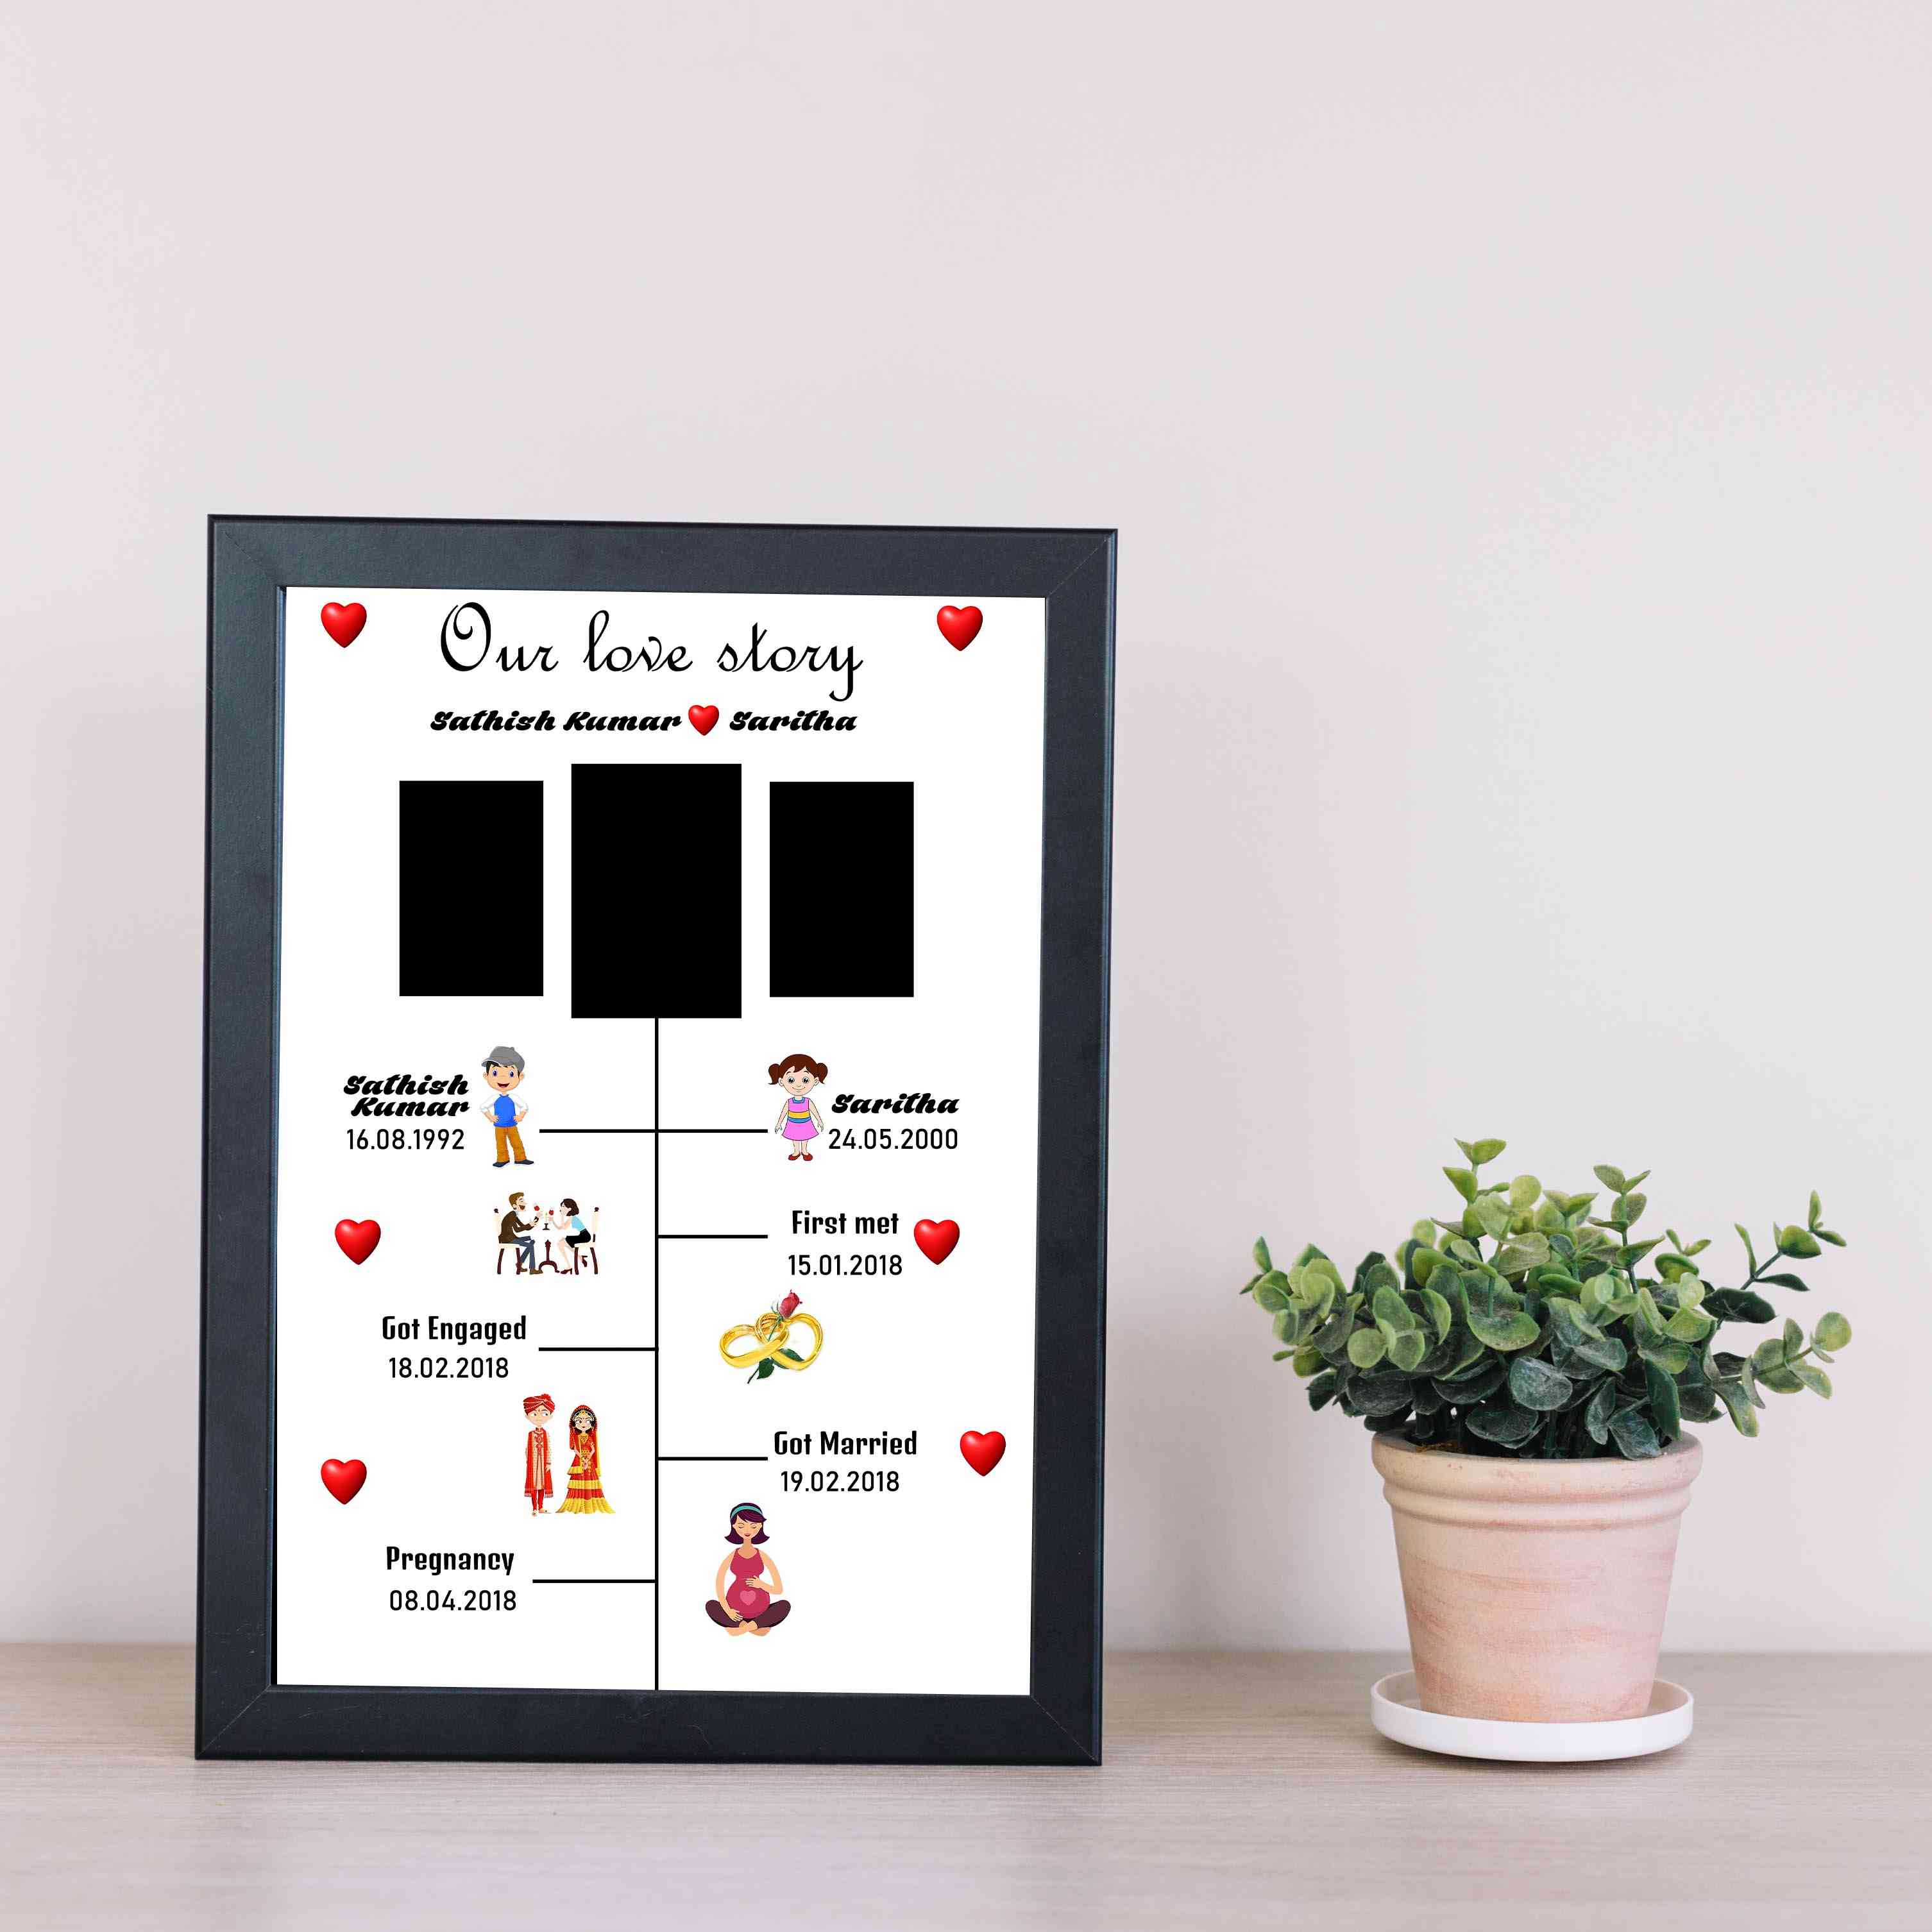 Our love story
Sathish Kumar Saritha
Sathish
Kumar
16.08.1992
Saritha
24.05.2000
First met
15.01.2018
Got Engaged
18.02.2018
Got Married
19.02.2018
Pregnancy
08.04.2018